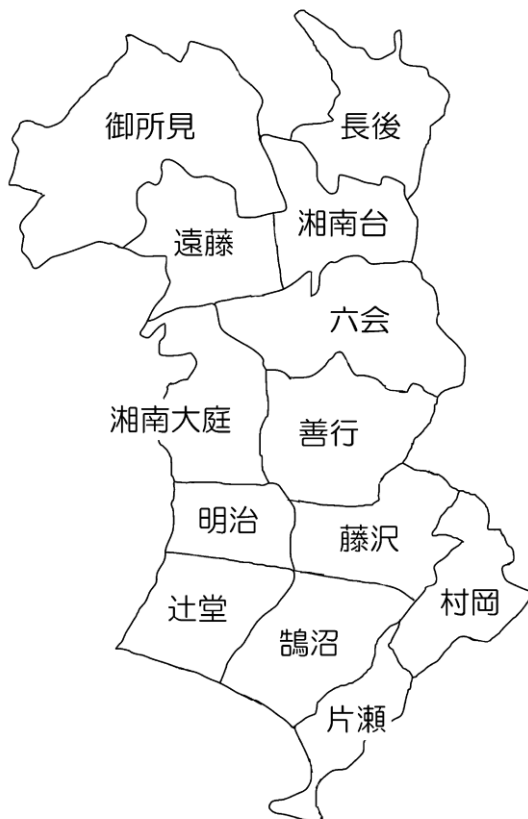 御所見
長後
遠藤
湘南台
六会
湘南大庭
善行
明治
藤沢
辻堂
鵠沼
村岡
片瀬